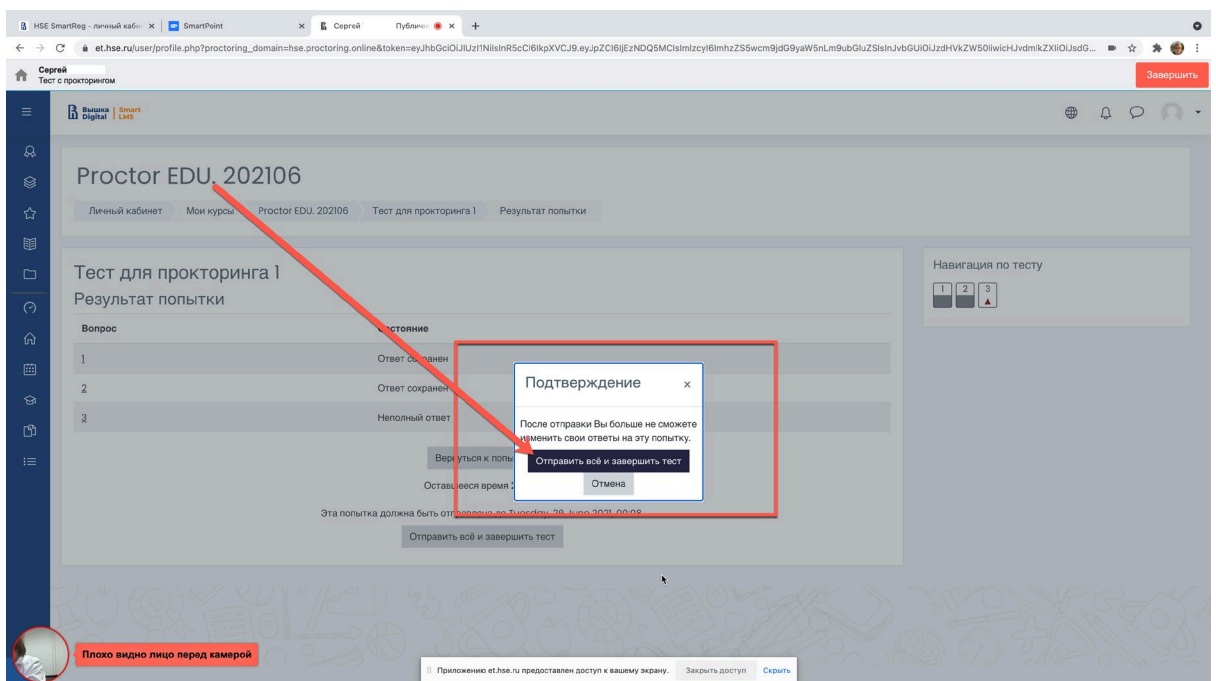 HSE SmartReg - личный каби
SmartPoint
Сергей
Публичн
et.hse.ru/user/profile.php?proctoring_domain=hse.proctoring.online&token=
Сергей
Тест с прокторингом
Завершить
Вышка Digital
Smart LMS
Proctor EDU. 202106
Личный кабинет Мои курсы Proctor EDU. 202106 Тест для прокторинга 1 Результат попытки
Тест для прокторинга 1
Результат попытки
Вопрос
Состояние
1 Ответ сохранен
2 Ответ сохранен
3 Неполный ответ
Вернуться к попы
Оставшееся время
Эта попытка должна быть отправлена до Tuesday, 29 June 2021, 00:08
Отправить всё и завершить тест
Навигация по тесту
1 2 3
Подтверждение ×
После отправки Вы больше не сможете
изменить свои ответы на эту попытку.
Отправить всё и завершить тест
Отмена
Плохо видно лицо перед камерой
Приложению et.hse.ru предоставлен доступ к вашему экрану. Закрыть доступ Скрыть